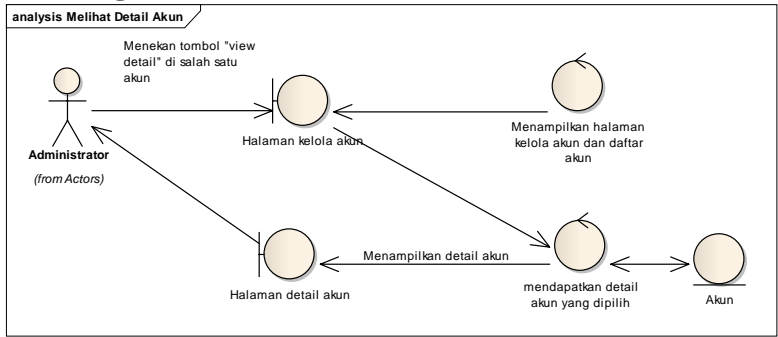 analysis Melihat Detail Akun
Menekan tombol "view
detail" di salah satu
akun
Administrator
(from Actors)
Halaman kelola akun
Menampilkan halaman
kelola akun dan daftar
akun
Halaman detail akun
Menampilkan detail akun
mendapatkan detail
akun yang dipilih
Akun